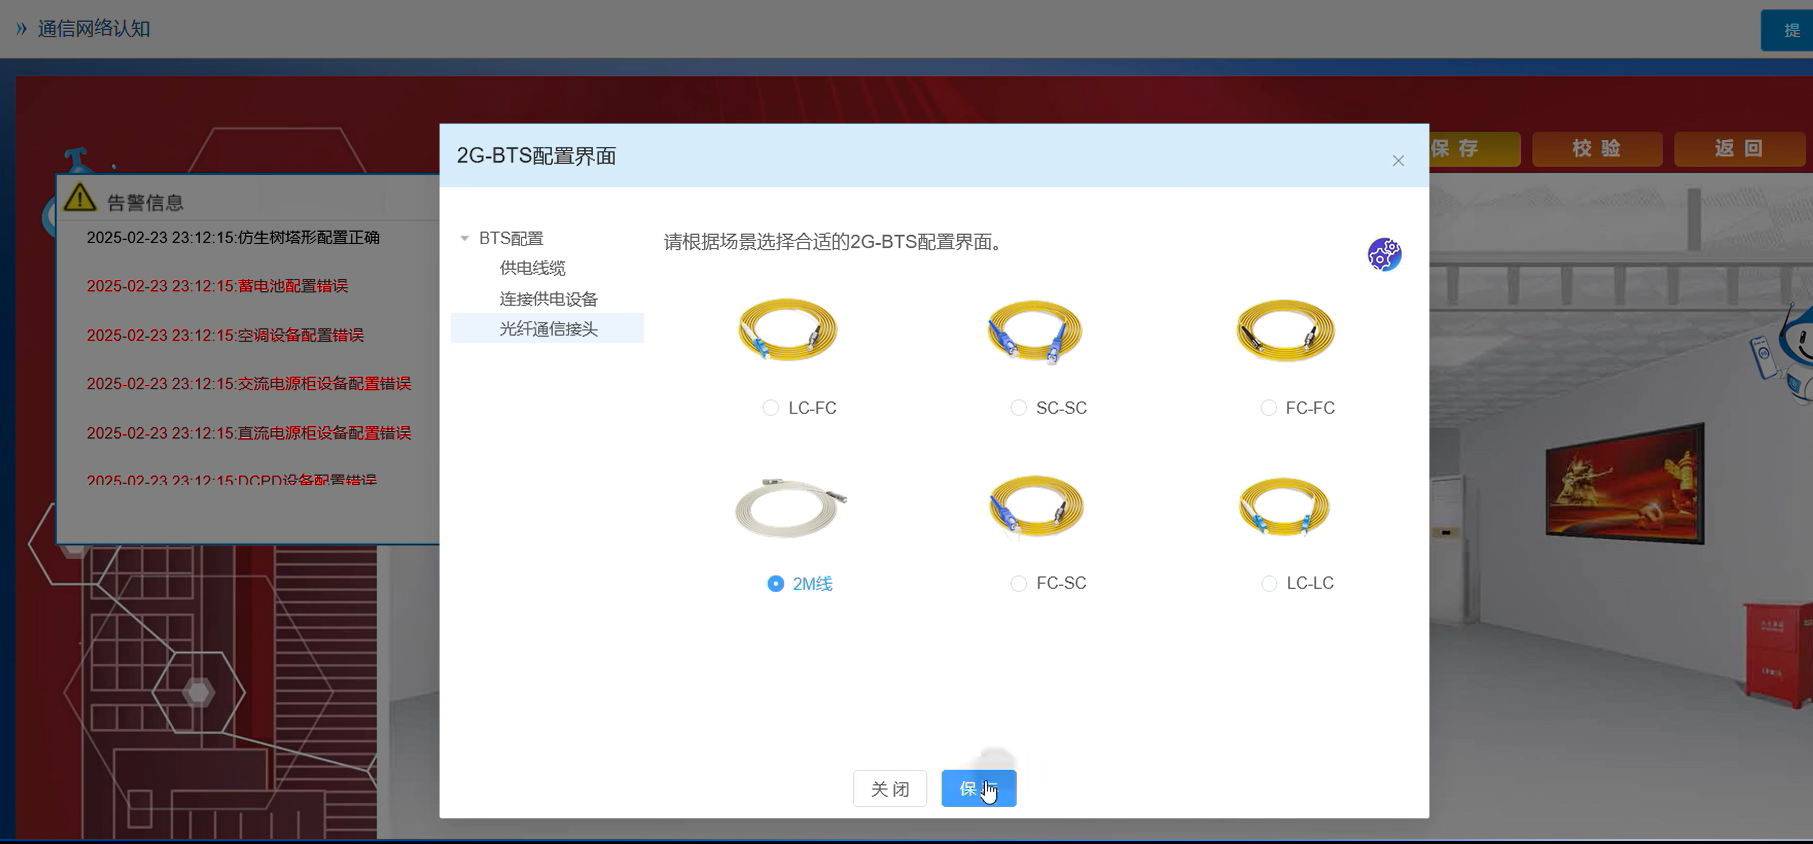 通信网络认知
提
2G-BTS配置界面
保 存
校 验
返 回
告警信息
2025-02-23 23:12:15:仿生树塔形配置正确
2025-02-23 23:12:15:蓄电池配置错误
2025-02-23 23:12:15:空调设备配置错误
2025-02-23 23:12:15:交流电源柜设备配置错误
2025-02-23 23:12:15:直流电源柜设备配置错误
2025-02-23 23:12:15:DCPD设备配置错误
BTS配置
供电线缆
连接供电设备
光纤通信接头
请根据场景选择合适的2G-BTS配置界面。
LC-FC
SC-SC
FC-FC
2M线
FC-SC
LC-LC
关 闭
保